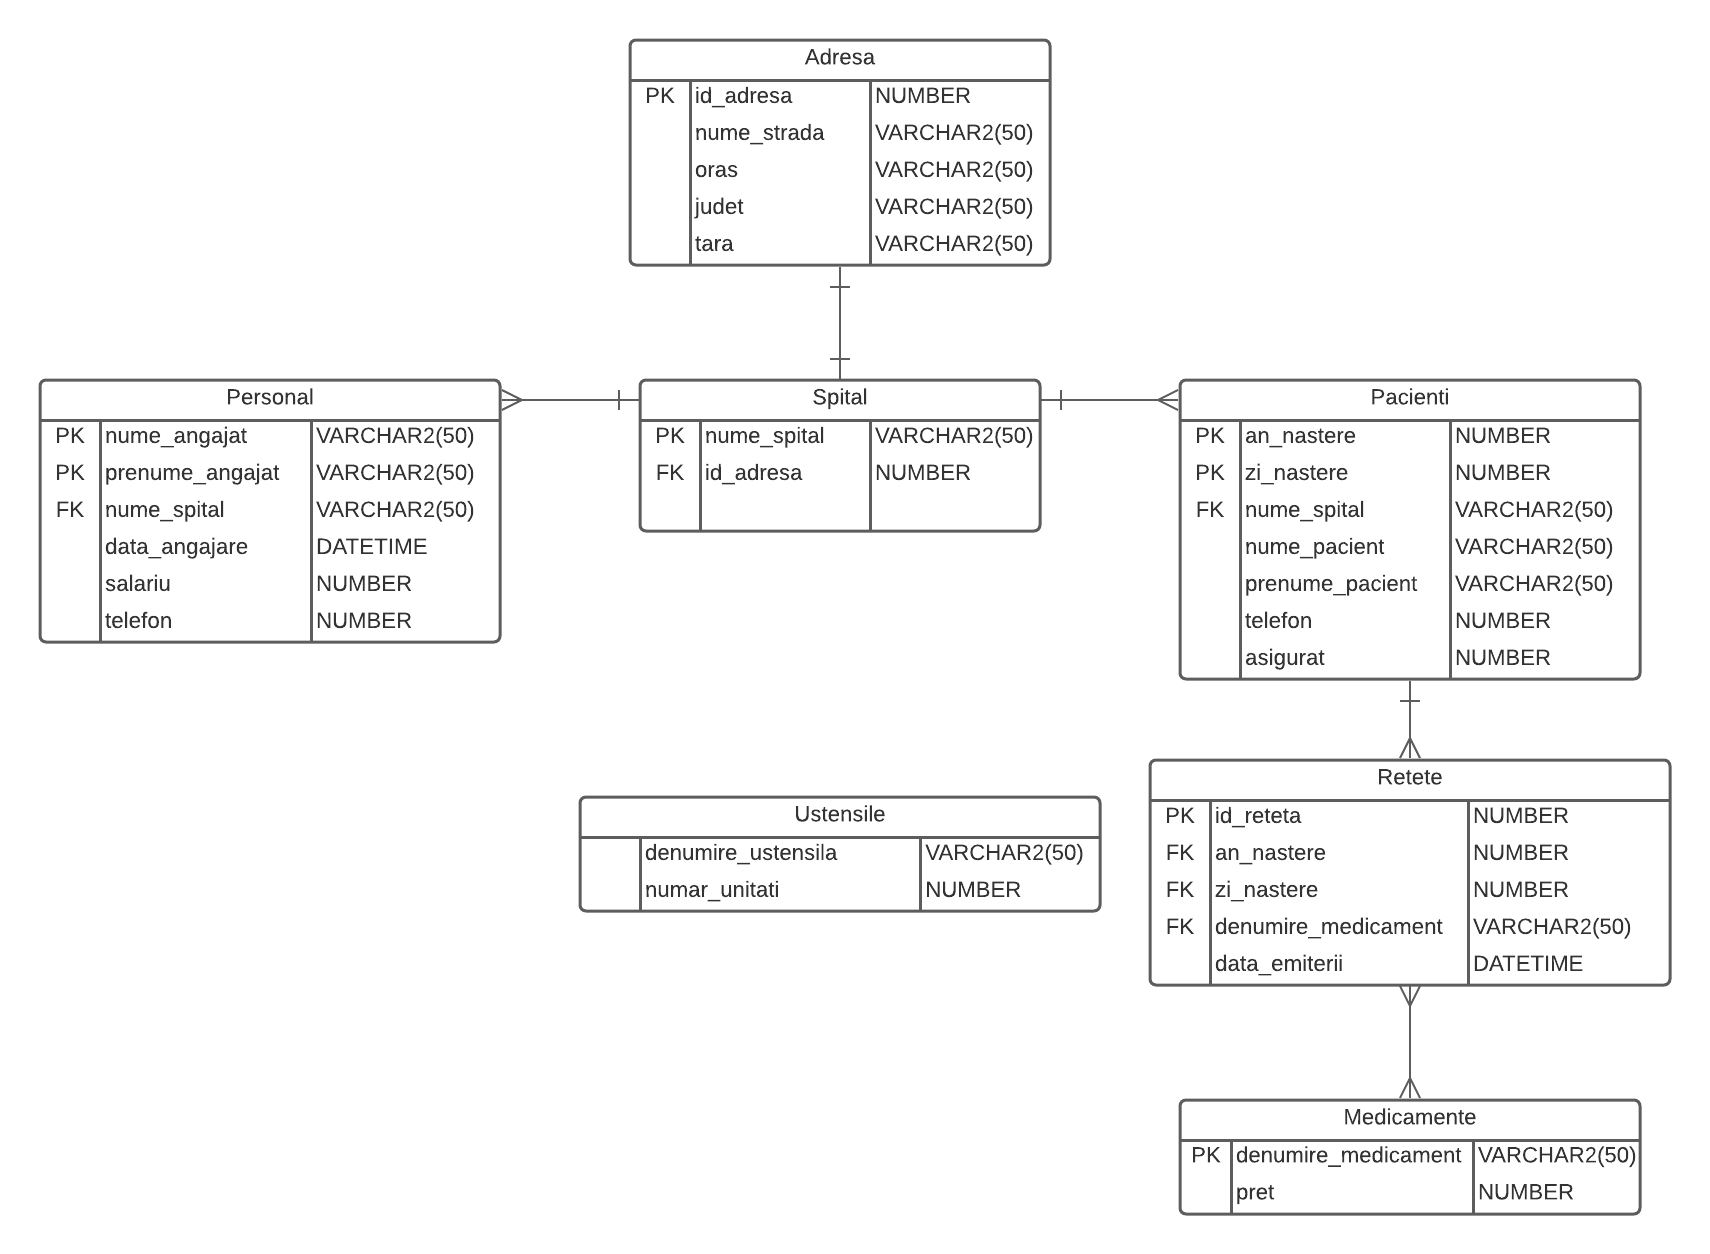 Adresa
PK id_adresa NUMBER
nume_strada VARCHAR2(50)
oras VARCHAR2(50)
judet VARCHAR2(50)
tara VARCHAR2(50)
Personal
PK nume_angajat VARCHAR2(50)
PK prenume_angajat VARCHAR2(50)
FK nume_spital VARCHAR2(50)
data_angajare DATETIME
salariu NUMBER
telefon NUMBER
Spital
PK nume_spital VARCHAR2(50)
FK id_adresa NUMBER
Pacienti
PK an_nastere NUMBER
PK zi_nastere NUMBER
FK nume_spital VARCHAR2(50)
nume_pacient VARCHAR2(50)
prenume_pacient VARCHAR2(50)
telefon NUMBER
asigurat NUMBER
Ustensile
denumire_ustensila VARCHAR2(50)
numar_unitati NUMBER
Retete
PK id_reteta NUMBER
FK an_nastere NUMBER
FK zi_nastere NUMBER
FK denumire_medicament VARCHAR2(50)
data_emiterii DATETIME
Medicamente
PK denumire_medicament VARCHAR2(50)
pret NUMBER